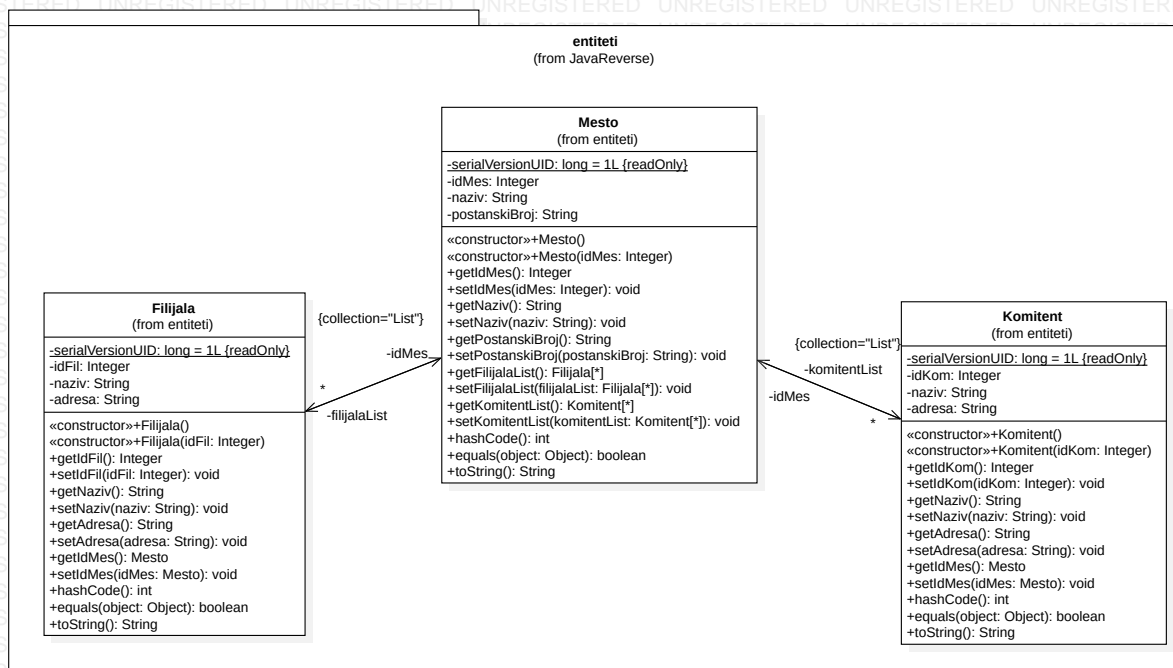 UNREGISTERED UNREGISTERED UNREGISTERED UNREGISTERED UNREGISTERED
entiteti
(from JavaReverse)
Mesto
(from entiteti)
-serialVersionUID: long = 1L {readOnly}
-idMes: Integer
-naziv: String
-postanskiBroj: String
«constructor»+Mesto()
«constructor»+Mesto(idMes: Integer)
+getIdMes(): Integer
+setIdMes(idMes: Integer): void
+getNaziv(): String
+setNaziv(naziv: String): void
+getPostanskiBroj(): String
+setPostanskiBroj(postanskiBroj: String): void
+getFilijalaList(): Filijala[*]
+setFilijalaList(filijalaList: Filijala[*]): void
+getKomitentList(): Komitent[*]
+setKomitentList(komitentList: Komitent[*]): void
+hashCode(): int
+equals(object: Object): boolean
+toString(): String
Filijala
(from entiteti)
-serialVersionUID: long = 1L {readOnly}
-idFil: Integer
-naziv: String
-adresa: String
«constructor»+Filijala()
«constructor»+Filijala(idFil: Integer)
+getIdFil(): Integer
+setIdFil(idFil: Integer): void
+getNaziv(): String
+setNaziv(naziv: String): void
+getAdresa(): String
+setAdresa(adresa: String): void
+getIdMes(): Mesto
+setIdMes(idMes: Mesto): void
+hashCode(): int
+equals(object: Object): boolean
+toString(): String
{collection="List"}
-idMes
*
-filijalaList
{collection="List"}
-komitentList
-idMes
*
Komitent
(from entiteti)
-serialVersionUID: long = 1L {readOnly}
-idKom: Integer
-naziv: String
-adresa: String
«constructor»+Komitent()
«constructor»+Komitent(idKom: Integer)
+getIdKom(): Integer
+setIdKom(idKom: Integer): void
+getNaziv(): String
+setNaziv(naziv: String): void
+getAdresa(): String
+setAdresa(adresa: String): void
+getIdMes(): Mesto
+setIdMes(idMes: Mesto): void
+hashCode(): int
+equals(object: Object): boolean
+toString(): String